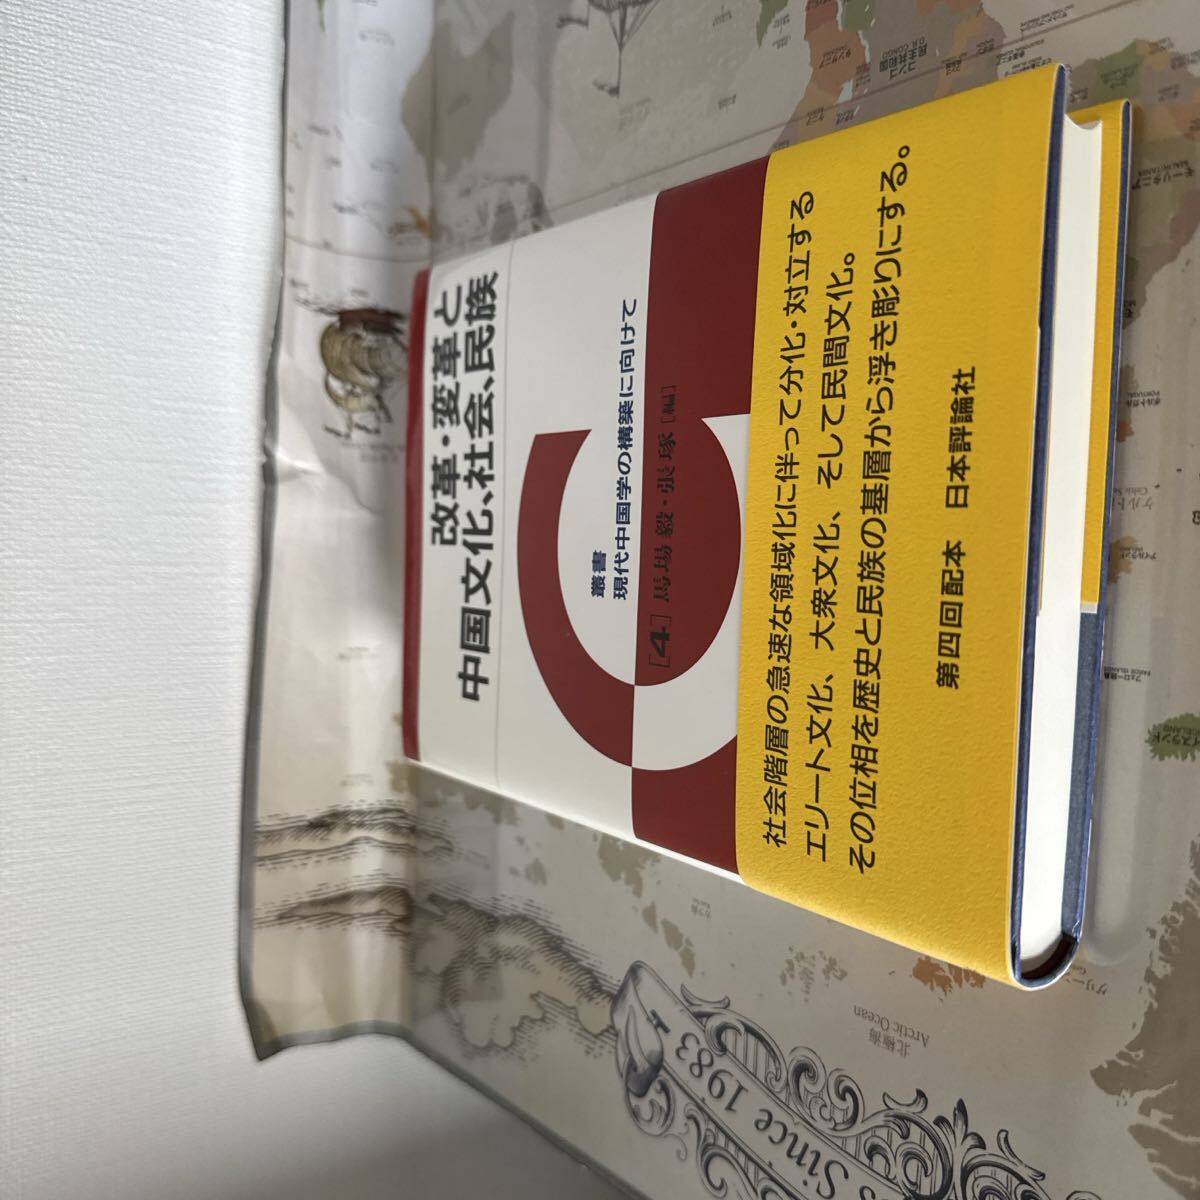 改革・変革と
中国文化、社会、民族
叢書
現代中国学の構築に向けて
[4] 馬場毅・張琢 [編]
社会階層の急速な領域化に伴って分化・対立する
エリート文化、大衆文化、そして民間文化。
その位相を歴史と民族の基層から浮き彫りにする。
第四回配本 日本評論社
北極海
Arctic Ocean
Since 1983